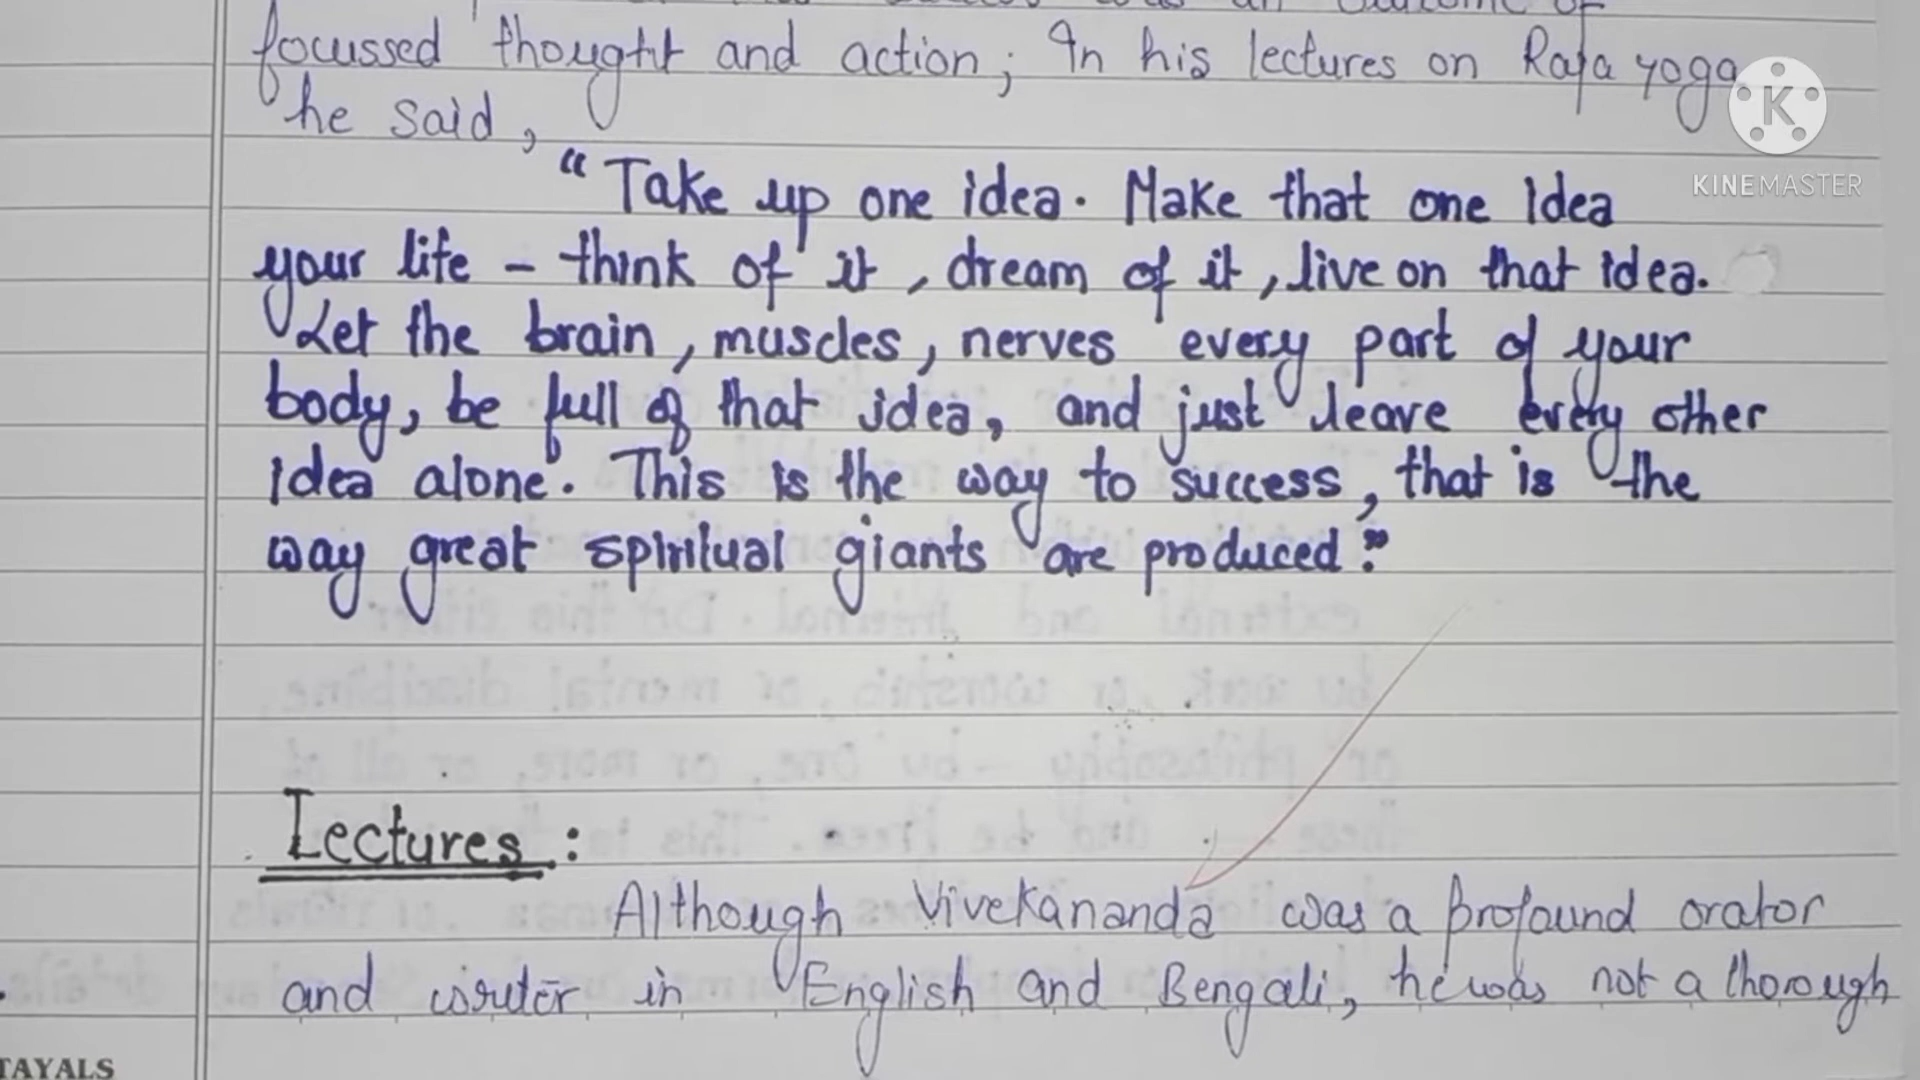 an outcome of
focussed thought and action; In his lectures on Raja yoga
he said,
"Take up one idea. Make that one Idea
your life - think of it, dream of it, live on that idea.
Let the brain, muscles, nerves every part of your
body, be full of that idea, and just leave every other
idea alone. This is the way to success, that is the
way great spiritual giants are produced."
Lectures :
Although Vivekananda was a profound orator
and writer in English and Bengali, he was not a thorough
TAYALS
K
KINEMASTER